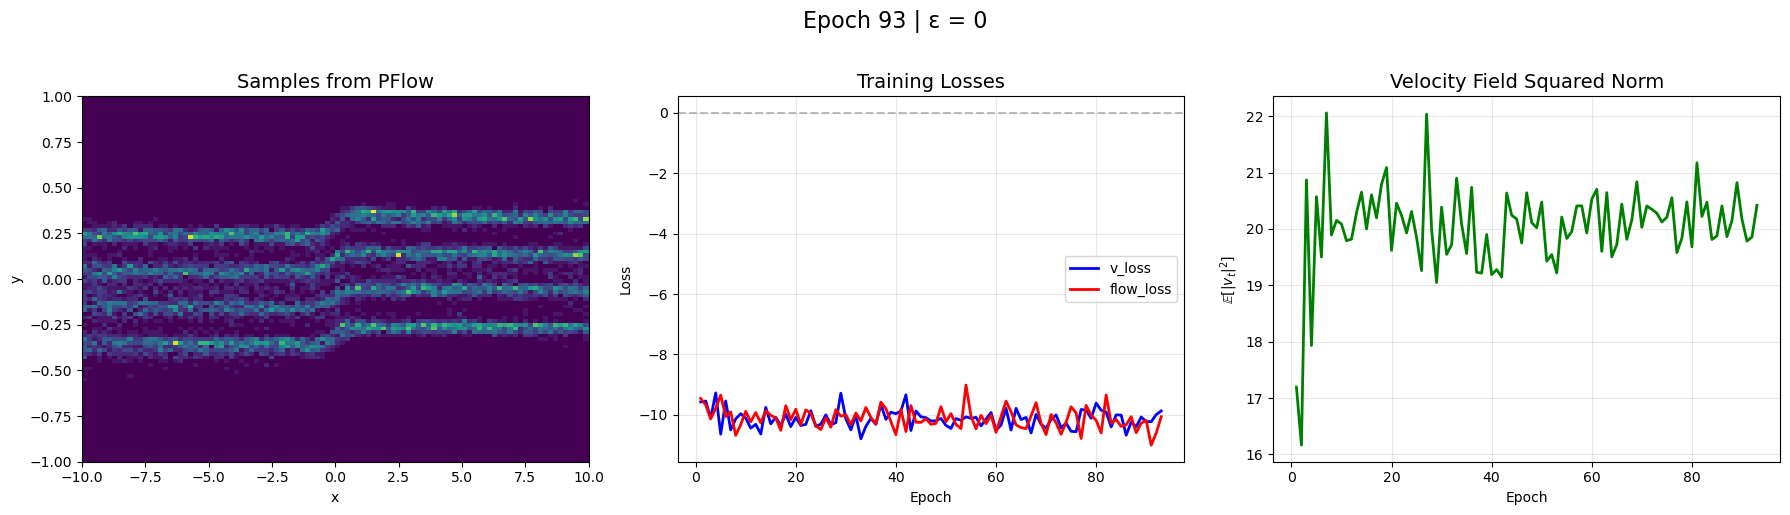 Epoch 93 | ε = 0
Samples from PFlow
1.00
0.75
0.50
0.25
0.00
−0.25
−0.50
−0.75
−1.00
y
−10.0 −7.5 −5.0 −2.5 0.0 2.5 5.0 7.5 10.0
x
Training Losses
0
−2
−4
−6
−8
−10
Loss
v_loss
flow_loss
0 20 40 60 80
Epoch
Velocity Field Squared Norm
22
21
20
19
18
17
16
𝔼[|v_t|²]
0 20 40 60 80
Epoch